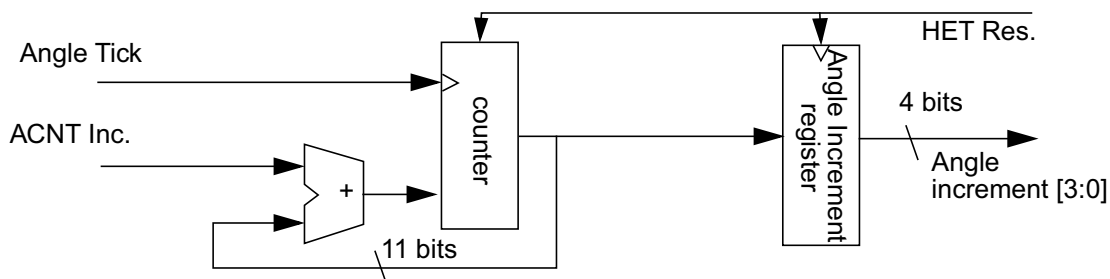 HET Res.
Angle Tick
ACNT Inc.
counter
+
11 bits
Angle Increment
register
4 bits
Angle
increment [3:0]